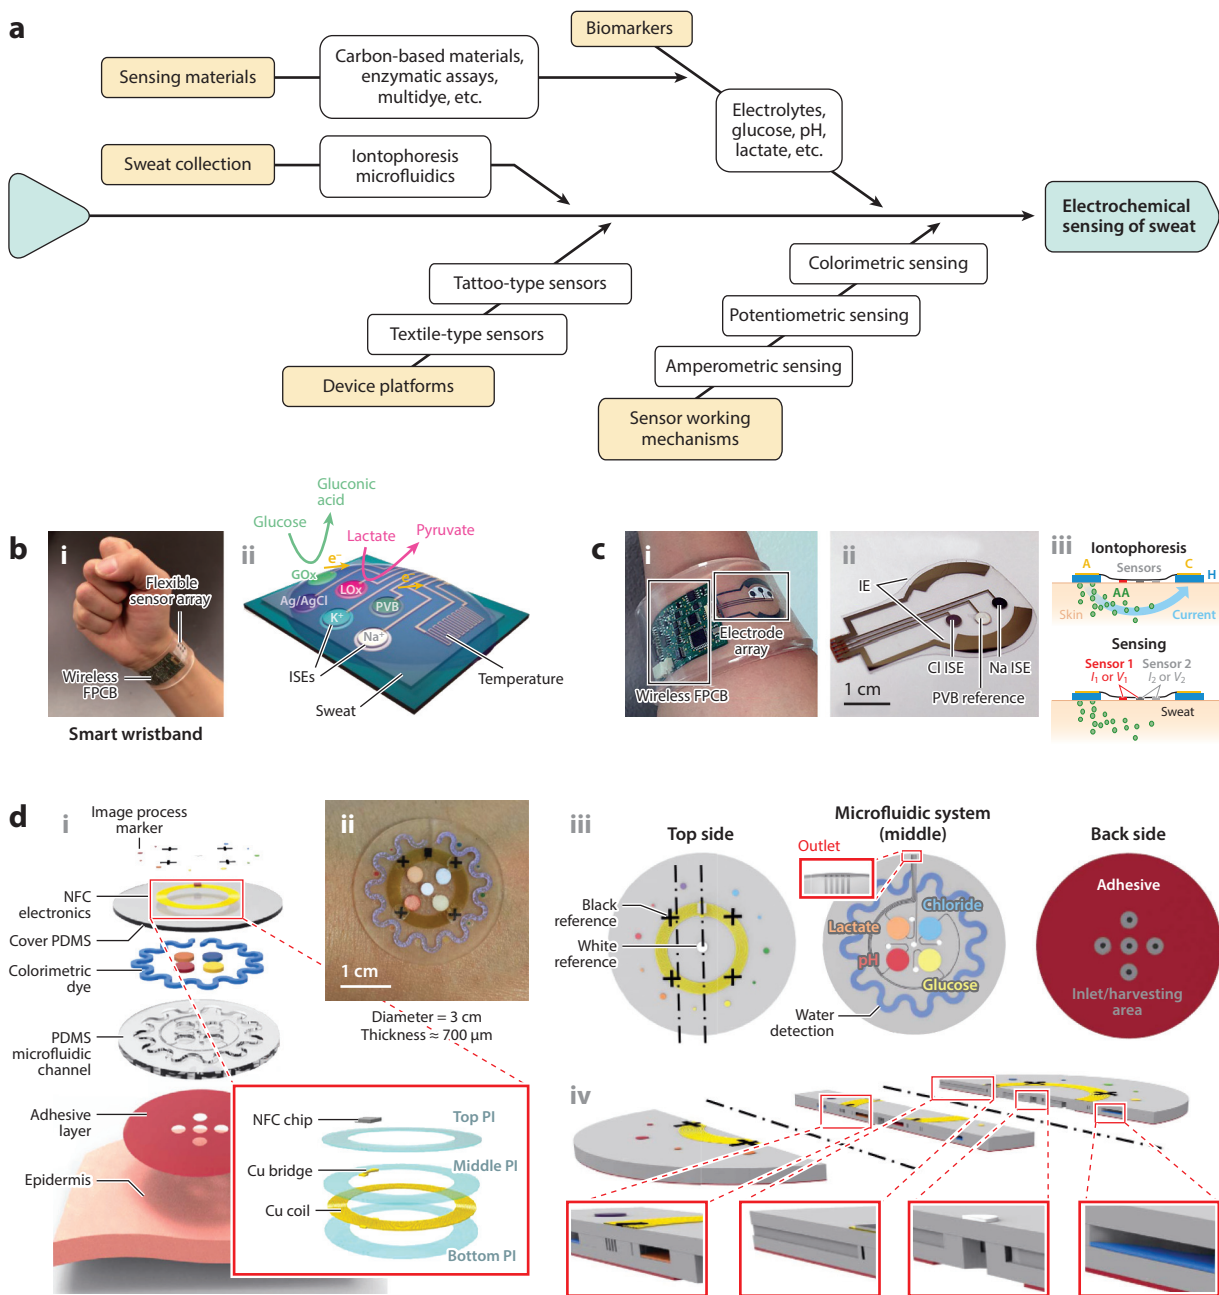 a
Biomarkers
Sensing materials
Carbon-based materials,
enzymatic assays,
multidye, etc.
Electrolytes,
glucose, pH,
lactate, etc.
Sweat collection
Iontophoresis
microfluidics
Electrochemical
sensing of sweat
Colorimetric sensing
Tattoo-type sensors
Potentiometric sensing
Textile-type sensors
Amperometric sensing
Device platforms
Sensor working
mechanisms
b
i
Flexible
sensor array
Wireless
FPCB
Smart wristband
ii
Gluconic
acid
Glucose
Lactate
Pyruvate
e⁻
e⁻
GOx
LOx
Ag/AgCl
PVB
K⁺
Na⁺
ISEs
Temperature
Sweat
c
i
Electrode
array
Wireless FPCB
ii
IE
Cl ISE
Na ISE
PVB reference
1 cm
iii
Iontophoresis
A
Sensors
C
H
AA
Skin
Current
Sensing
Sensor 1
I₁ or V₁
Sensor 2
I₂ or V₂
Sweat
d
i
Image process
marker
NFC
electronics
Cover PDMS
Colorimetric
dye
PDMS
microfluidic
channel
Adhesive
layer
Epidermis
NFC chip
Top PI
Cu bridge
Middle PI
Cu coil
Bottom PI
ii
1 cm
Diameter = 3 cm
Thickness ≈ 700 μm
iii
Top side
Black
reference
White
reference
Microfluidic system
(middle)
Outlet
Chloride
Lactate
pH
Glucose
Water
detection
Back side
Adhesive
Inlet/harvesting
area
iv